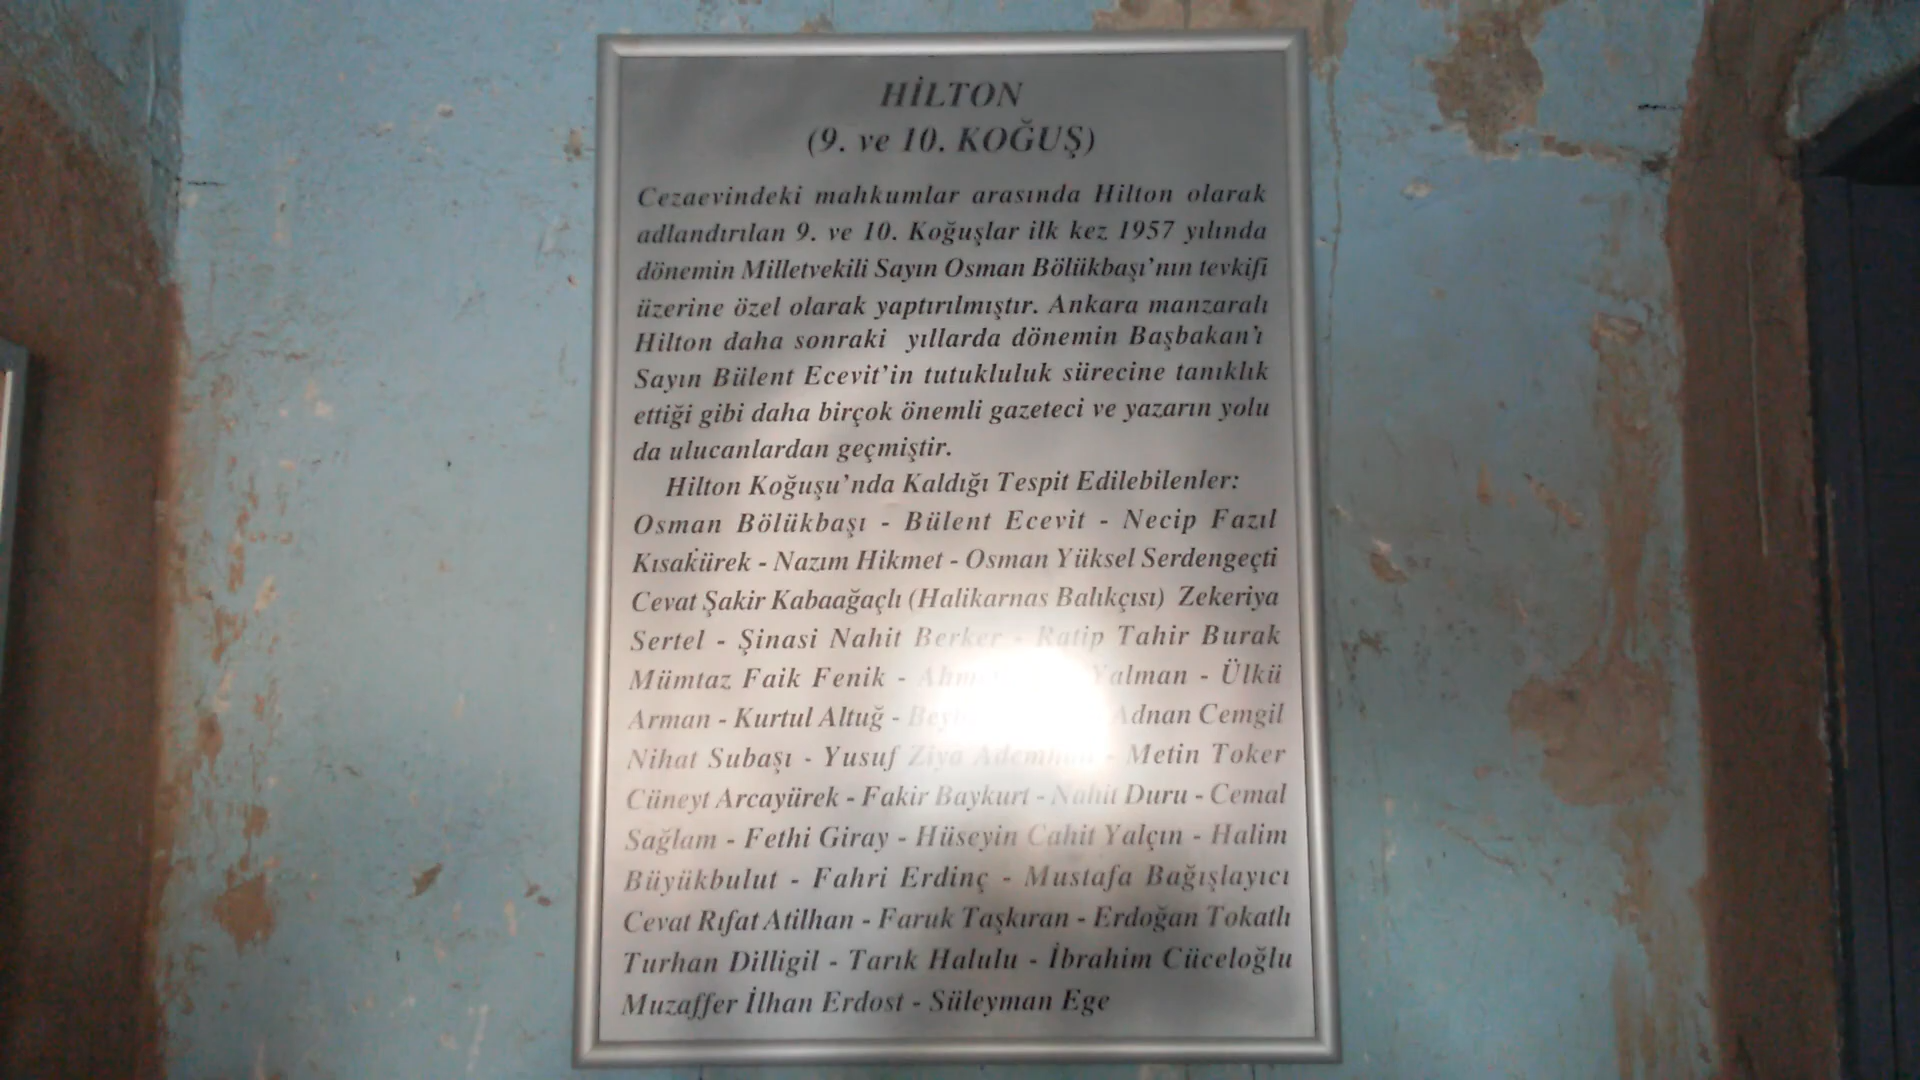 HİLTON
(9. ve 10. KOĞUŞ)
Cezaevindeki mahkumlar arasında Hilton olarak
adlandırılan 9. ve 10. Koğuşlar ilk kez 1957 yılında
dönemin Milletvekili Sayın Osman Bölükbaşı'nın tevkifi
üzerine özel olarak yaptırılmıştır. Ankara manzaralı
Hilton daha sonraki yıllarda dönemin Başbakan'ı
Sayın Bülent Ecevit'in tutukluluk sürecine tanıklık
ettiği gibi daha birçok önemli gazeteci ve yazarın yolu
da ulucanlardan geçmiştir.
Hilton Koğuşu'nda Kaldığı Tespit Edilebilenler:
Osman Bölükbaşı - Bülent Ecevit - Necip Fazıl
Kısakürek - Nazım Hikmet - Osman Yüksel Serdengeçti
Cevat Şakir Kabaağaçlı (Halikarnas Balıkçısı) Zekeriya
Sertel - Şinasi Nahit Berker - Ratip Tahir Burak
Mümtaz Faik Fenik - Yalman - Ülkü
Arman - Kurtul Altuğ - Adnan Cemgil
Nihat Subaşı - Yusuf Ziya - Metin Toker
Cüneyt Arcayürek - Fakir Baykurt - Nahit Duru - Cemal
Sağlam - Fethi Giray - Hüseyin Cahit Yalçın - Halim
Büyükbulut - Fahri Erdinç - Mustafa Bağışlayıcı
Cevat Rıfat Atilhan - Faruk Taşkıran - Erdoğan Tokatlı
Turhan Dilligil - Tarık Halulu - İbrahim Cüceloğlu
Muzaffer İlhan Erdost - Süleyman Ege